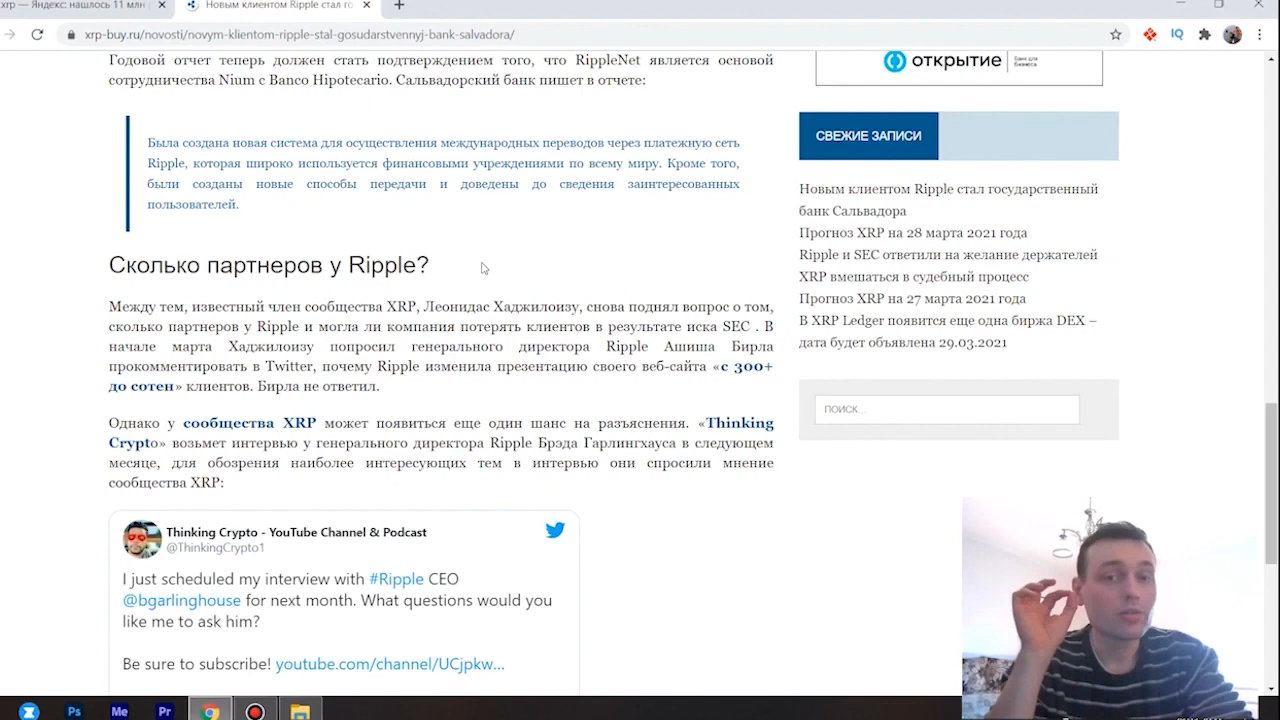 xrp — Яндекс: нашлось 11 млн
Новым клиентом Ripple стал го
xrp-buy.ru/novosti/novym-klientom-ripple-stal-gosudarstvennyj-bank-salvadora/
IQ
Годовой отчет теперь должен стать подтверждением того, что RippleNet является основой
сотрудничества Nium с Banco Hipotecario. Сальвадорский банк пишет в отчете:
Была создана новая система для осуществления международных переводов через платежную сеть
Ripple, которая широко используется финансовыми учреждениями по всему миру. Кроме того,
были созданы новые способы передачи и доведены до сведения заинтересованных
пользователей.
Сколько партнеров у Ripple?
Между тем, известный член сообщества XRP, Леонидас Хаджилоизу, снова поднял вопрос о том,
сколько партнеров у Ripple и могла ли компания потерять клиентов в результате иска SEC . В
начале марта Хаджилоизу попросил генерального директора Ripple Ашиша Бирла
прокомментировать в Twitter, почему Ripple изменила презентацию своего веб-сайта «с 300+
до сотен» клиентов. Бирла не ответил.
Однако у сообщества XRP может появиться еще один шанс на разъяснения. «Thinking
Crypto» возьмет интервью у генерального директора Ripple Брэда Гарлингхауса в следующем
месяце, для обозрения наиболее интересующих тем в интервью они спросили мнение
сообщества XRP:
Thinking Crypto - YouTube Channel & Podcast
@ThinkingCrypto1
I just scheduled my interview with #Ripple CEO
@bgarlinghouse for next month. What questions would you
like me to ask him?
Be sure to subscribe! youtube.com/channel/UCjpkw...
открытие
Банк для
бизнеса
СВЕЖИЕ ЗАПИСИ
Новым клиентом Ripple стал государственный
банк Сальвадора
Прогноз XRP на 28 марта 2021 года
Ripple и SEC ответили на желание держателей
XRP вмешаться в судебный процесс
Прогноз XRP на 27 марта 2021 года
В XRP Ledger появится еще одна биржа DEX –
дата будет объявлена 29.03.2021
ПОИСК...
Ps
Me
Pr